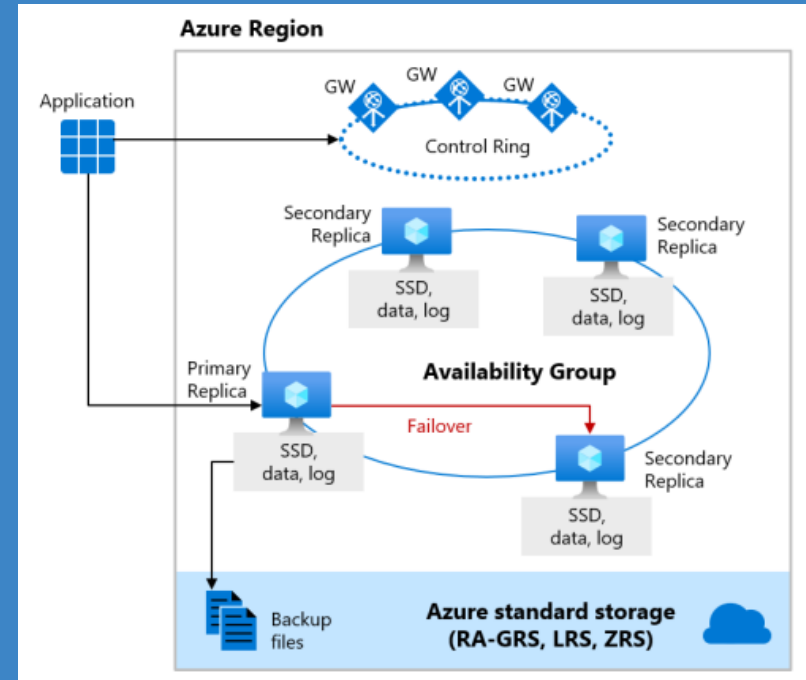 Azure Region
Application
GW
GW
GW
Control Ring
Secondary
Replica
SSD,
data, log
Secondary
Replica
SSD,
data, log
Primary
Replica
SSD,
data, log
Availability Group
Failover
Secondary
Replica
SSD,
data, log
Backup
files
Azure standard storage
(RA-GRS, LRS, ZRS)